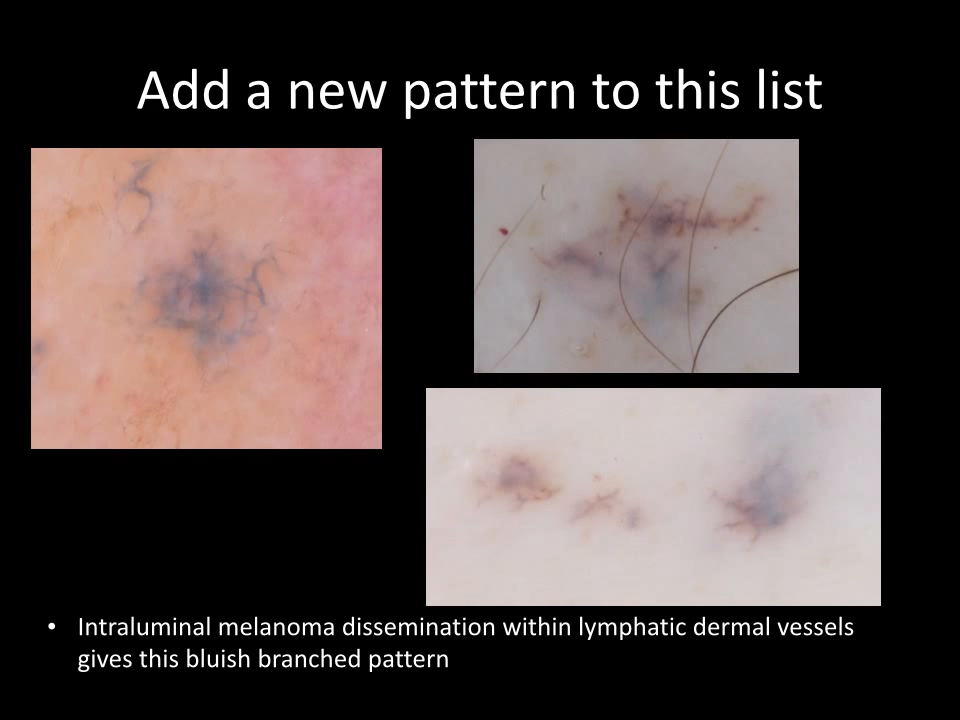 Add a new pattern to this list
• Intraluminal melanoma dissemination within lymphatic dermal vessels
gives this bluish branched pattern